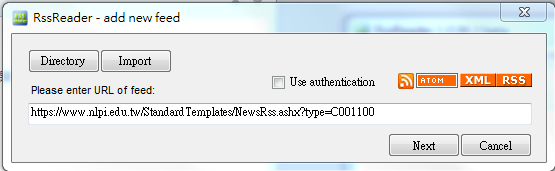 RssReader - add new feed
Directory Import
Use authentication ATOM XML RSS
Please enter URL of feed:
https://www.nlpi.edu.tw/StandardTemplates/NewsRss.ashx?type=C001100
Next Cancel